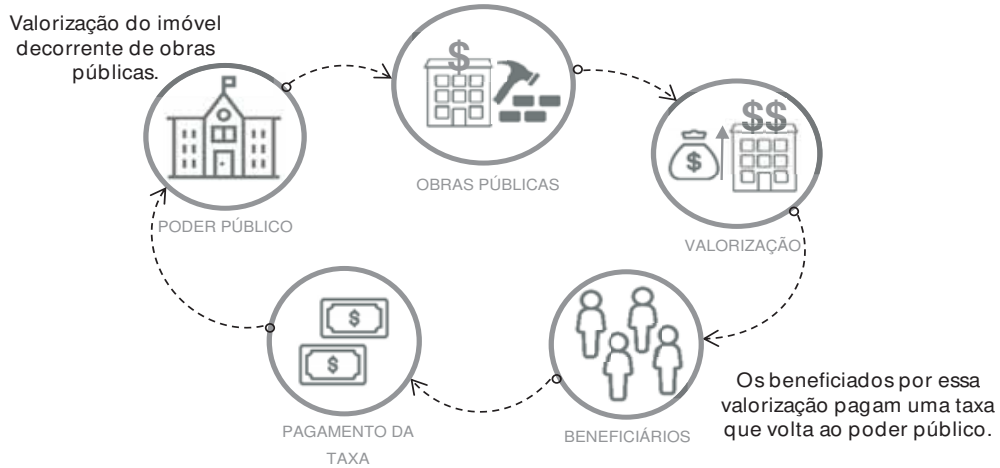 Valorização do imóvel
decorrente de obras
públicas.
$
OBRAS PÚBLICAS
$$
$
PODER PÚBLICO
VALORIZAÇÃO
$
$
PAGAMENTO DA
TAXA
BENEFICIÁRIOS
Os beneficiados por essa
valorização pagam uma taxa
que volta ao poder público.